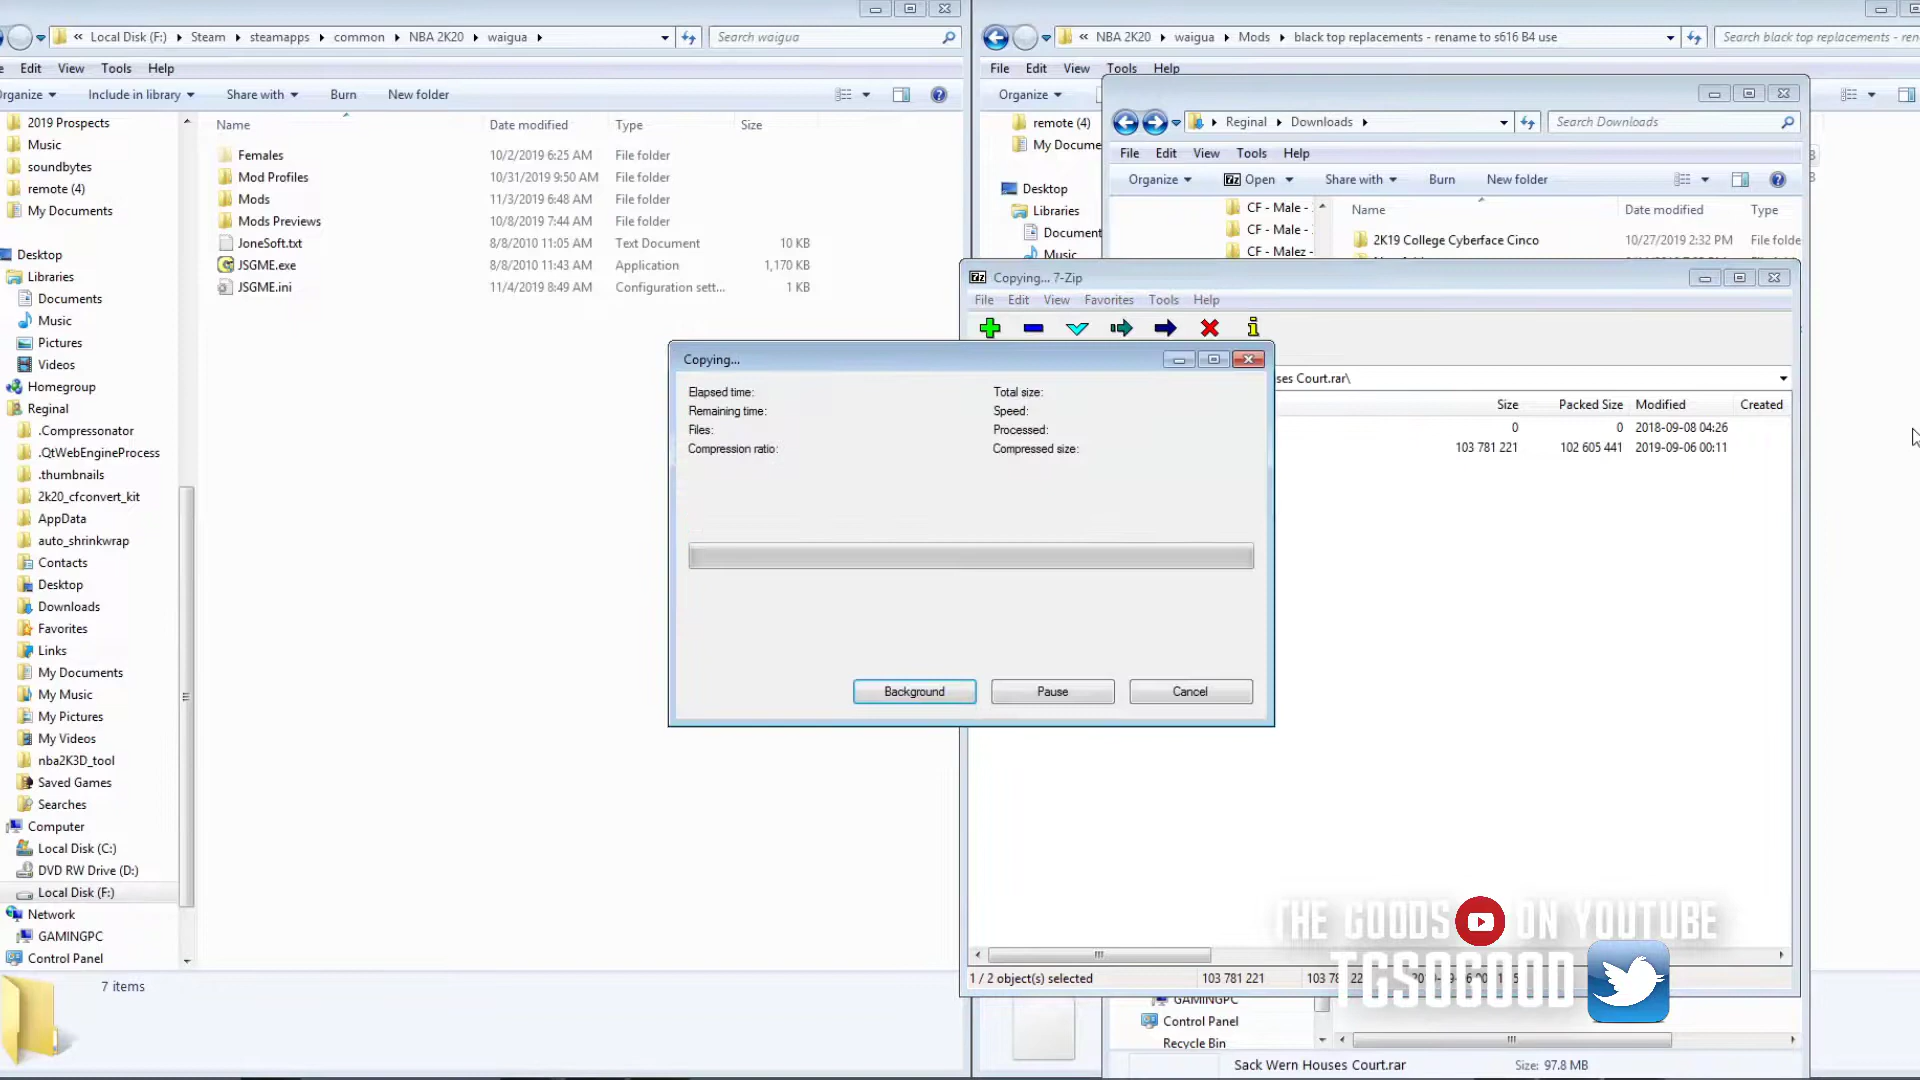 « Local Disk (F:) Steam steamapps common NBA 2K20 waigua
Search waigua
Edit View Tools Help
Include in library Share with Burn New folder
2019 Prospects
Music
soundbytes
remote (4)
My Documents
Desktop
Libraries
Documents
Music
Pictures
Videos
Homegroup
Reginal
.Compressonator
.QtWebEngineProcess
.thumbnails
2k20_cfconvert_kit
AppData
auto_shrinkwrap
Contacts
Desktop
Downloads
Favorites
Links
My Documents
My Music
My Pictures
My Videos
nba2K3D_tool
Saved Games
Searches
Computer
Local Disk (C:)
DVD RW Drive (D:)
Local Disk (F:)
Network
GAMINGPC
Control Panel
7 items
Name Date modified Type Size
Females 10/2/2019 6:25 AM File folder
Mod Profiles 10/31/2019 9:50 AM File folder
Mods 11/3/2019 6:48 AM File folder
Mods Previews 10/8/2019 7:44 AM File folder
JoneSoft.txt 8/8/2010 11:05 AM Text Document 10 KB
JSGME.exe 8/8/2010 11:43 AM Application 1,170 KB
JSGME.ini 11/4/2019 8:49 AM Configuration sett... 1 KB
« NBA 2K20 waigua Mods black top replacements - rename to s616 B4 use
Search black top replacements - ren
File Edit View Tools Help
Organize
remote (4)
My Docume
Desktop
Libraries
Document
Music
Reginal Downloads
Search Downloads
File Edit View Tools Help
Organize Open Share with Burn New folder
CF - Male -
CF - Male -
CF - Malez -
Name Date modified Type
2K19 College Cyberface Cinco 10/27/2019 2:32 PM File folde
Copying... 7-Zip
File Edit View Favorites Tools Help
ses Court.rar\
Size Packed Size Modified Created
0 0 2018-09-08 04:26
103 781 221 102 605 441 2019-09-06 00:11
1 / 2 object(s) selected 103 781 221
Copying...
Elapsed time: Total size:
Remaining time: Speed:
Files: Processed:
Compression ratio: Compressed size:
Background Pause Cancel
THE GOODS ON YOUTUBE
TCSOGOOD
GAMINGPC
Control Panel
Recycle Bin
Sack Wern Houses Court.rar Size: 97.8 MB